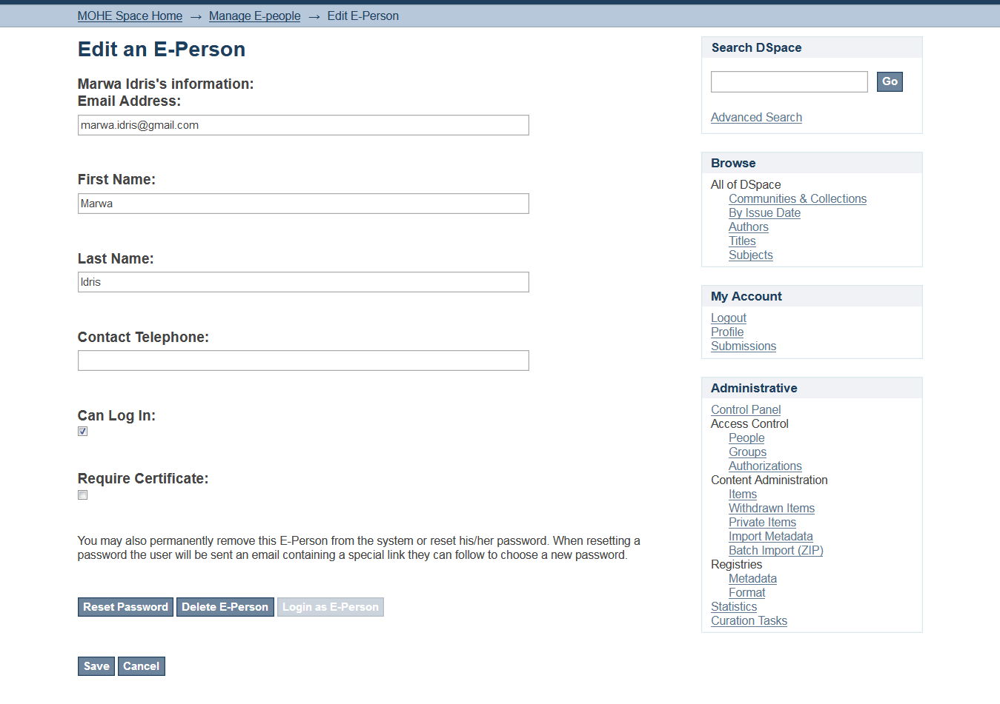 MOHE Space Home → Manage E-people → Edit E-Person
Edit an E-Person
Marwa Idris's information:
Email Address:
marwa.idris@gmail.com
First Name:
Marwa
Last Name:
Idris
Contact Telephone:
Can Log In:
Require Certificate:
You may also permanently remove this E-Person from the system or reset his/her password. When resetting a
password the user will be sent an email containing a special link they can follow to choose a new password.
Reset Password Delete E-Person Login as E-Person
Save Cancel
Search DSpace
Go
Advanced Search
Browse
All of DSpace
Communities & Collections
By Issue Date
Authors
Titles
Subjects
My Account
Logout
Profile
Submissions
Administrative
Control Panel
Access Control
People
Groups
Authorizations
Content Administration
Items
Withdrawn Items
Private Items
Import Metadata
Batch Import (ZIP)
Registries
Metadata
Format
Statistics
Curation Tasks